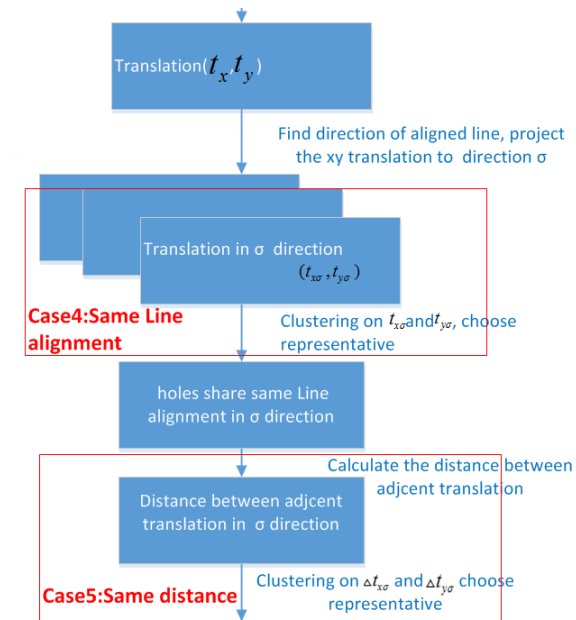 Translation(t_x, t_y)
Find direction of aligned line, project
the xy translation to direction σ
Translation in σ direction
(t_xσ, t_yσ)
Case4:Same Line
alignment
Clustering on t_xσ and t_yσ, choose
representative
holes share same Line
alignment in σ direction
Calculate the distance between
adjcent translation
Distance between adjcent
translation in σ direction
Clustering on △t_xσ and △t_yσ choose
representative
Case5:Same distance